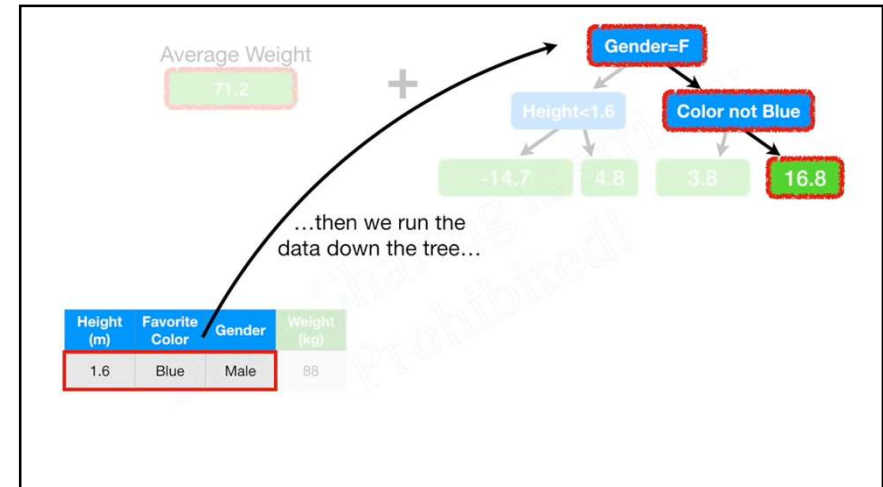 Average Weight
71.2
+
Gender=F
Height<1.6
Color not Blue
-14.7
4.8
3.8
16.8
…then we run the
data down the tree…
Height
(m)
Favorite
Color
Gender
Weight
(kg)
1.6
Blue
Male
88
Prohibited!